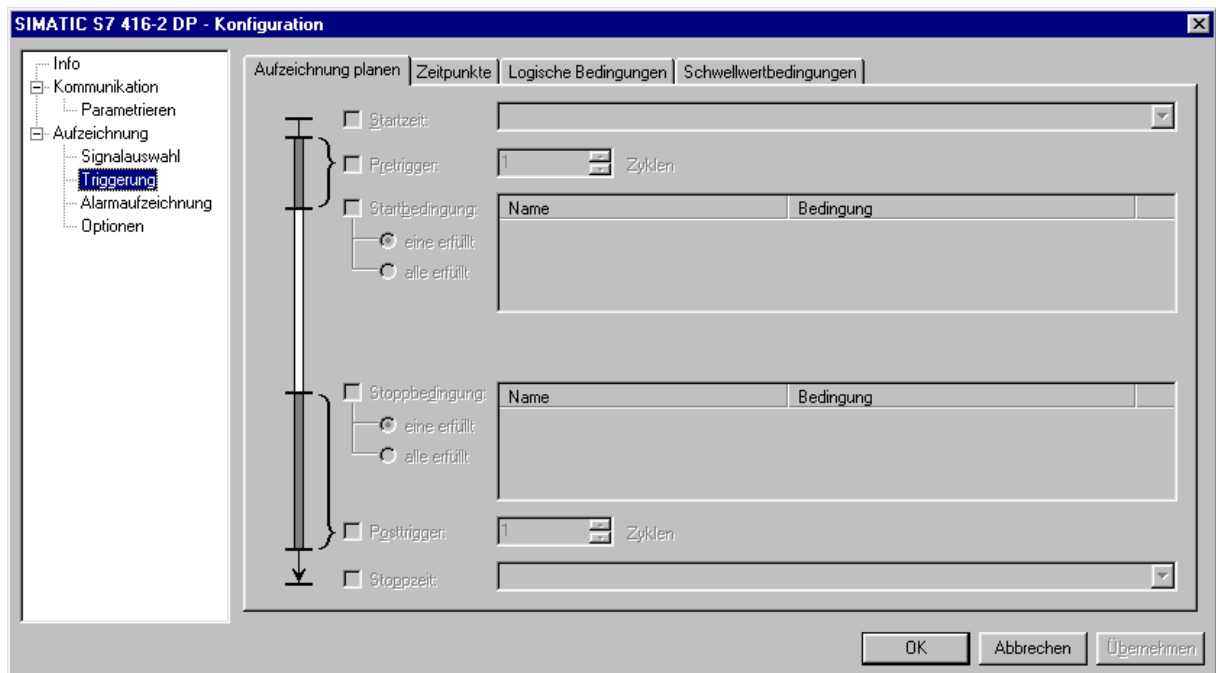 SIMATIC S7 416-2 DP - Konfiguration
Info
Kommunikation
Parametrieren
Aufzeichnung
Signalauswahl
Triggerung
Alarmaufzeichnung
Optionen
Aufzeichnung planen Zeitpunkte Logische Bedingungen Schwellwertbedingungen
Startzeit:
Pretrigger: 1 Zyklen
Startbedingung: Name Bedingung
eine erfüllt
alle erfüllt
Stoppbedingung: Name Bedingung
eine erfüllt
alle erfüllt
Posttrigger: 1 Zyklen
Stoppzeit:
OK Abbrechen Übernehmen